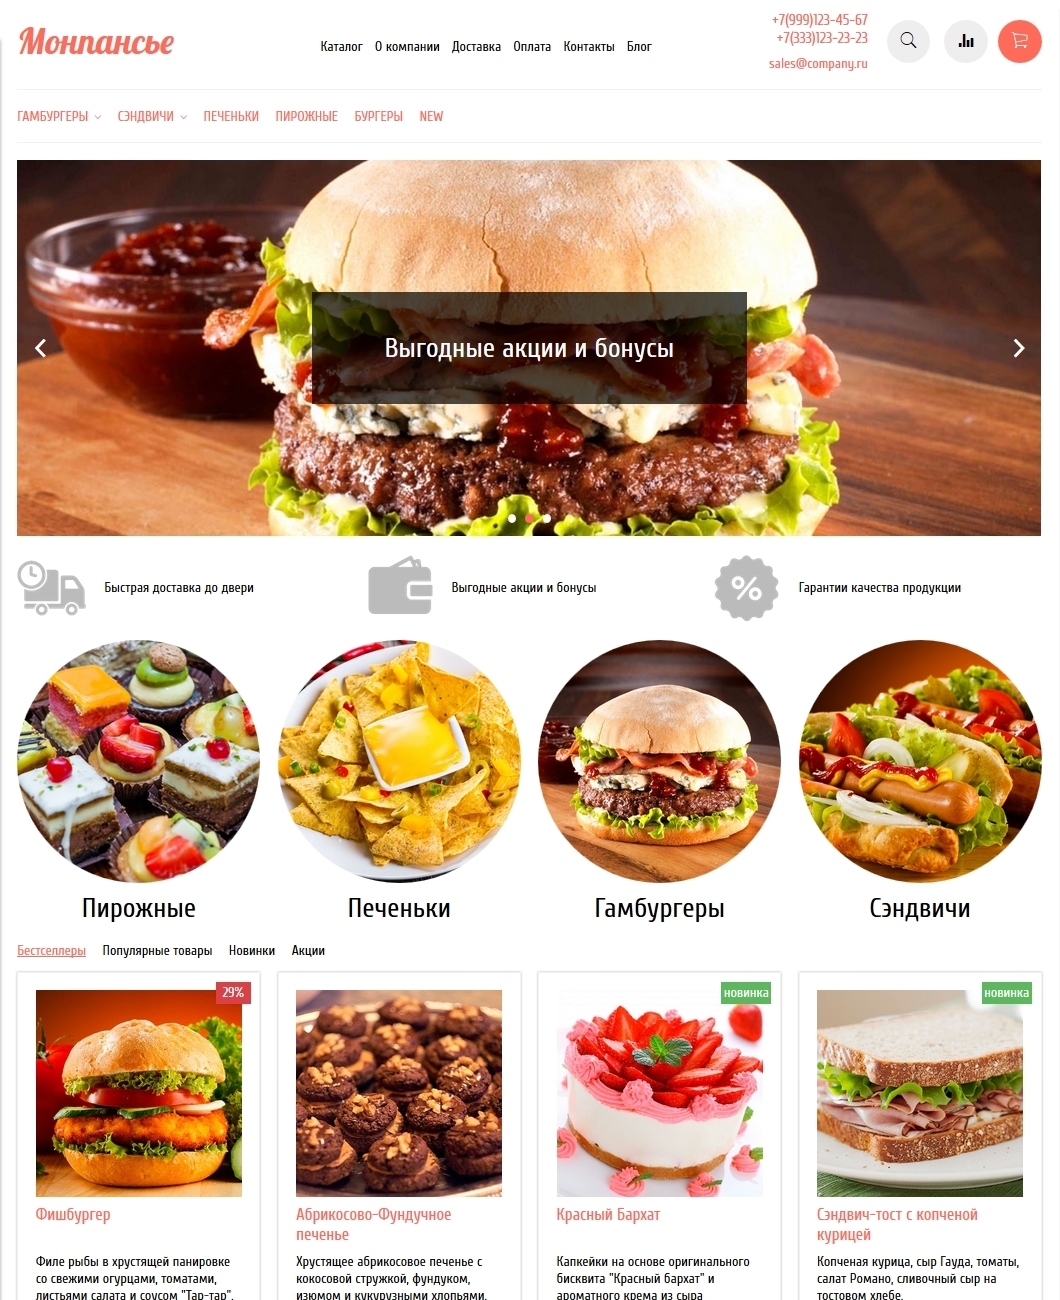 Монпансье
Каталог О компании Доставка Оплата Контакты Блог
+7(999)123-45-67
+7(333)123-23-23
sales@company.ru
ГАМБУРГЕРЫ СЭНДВИЧИ ПЕЧЕНЬКИ ПИРОЖНЫЕ БУРГЕРЫ NEW
Выгодные акции и бонусы
Быстрая доставка до двери
Выгодные акции и бонусы
%
Гарантии качества продукции
Пирожные
Печеньки
Гамбургеры
Сэндвичи
Бестселлеры Популярные товары Новинки Акции
29%
Фишбургер
Филе рыбы в хрустящей панировке
со свежими огурцами, томатами,
листьями салата и соусом "Тар-тар".
Абрикосово-Фундучное
печенье
Хрустящее абрикосовое печенье с
кокосовой стружкой, фундуком,
изюмом и кукурузными хлопьями.
новинка
Красный Бархат
Капкейки на основе оригинального
бисквита "Красный бархат" и
ароматного крема из сыра
новинка
Сэндвич-тост с копченой
курицей
Копченая курица, сыр Гауда, томаты,
салат Романо, сливочный сыр на
тостовом хлебе.